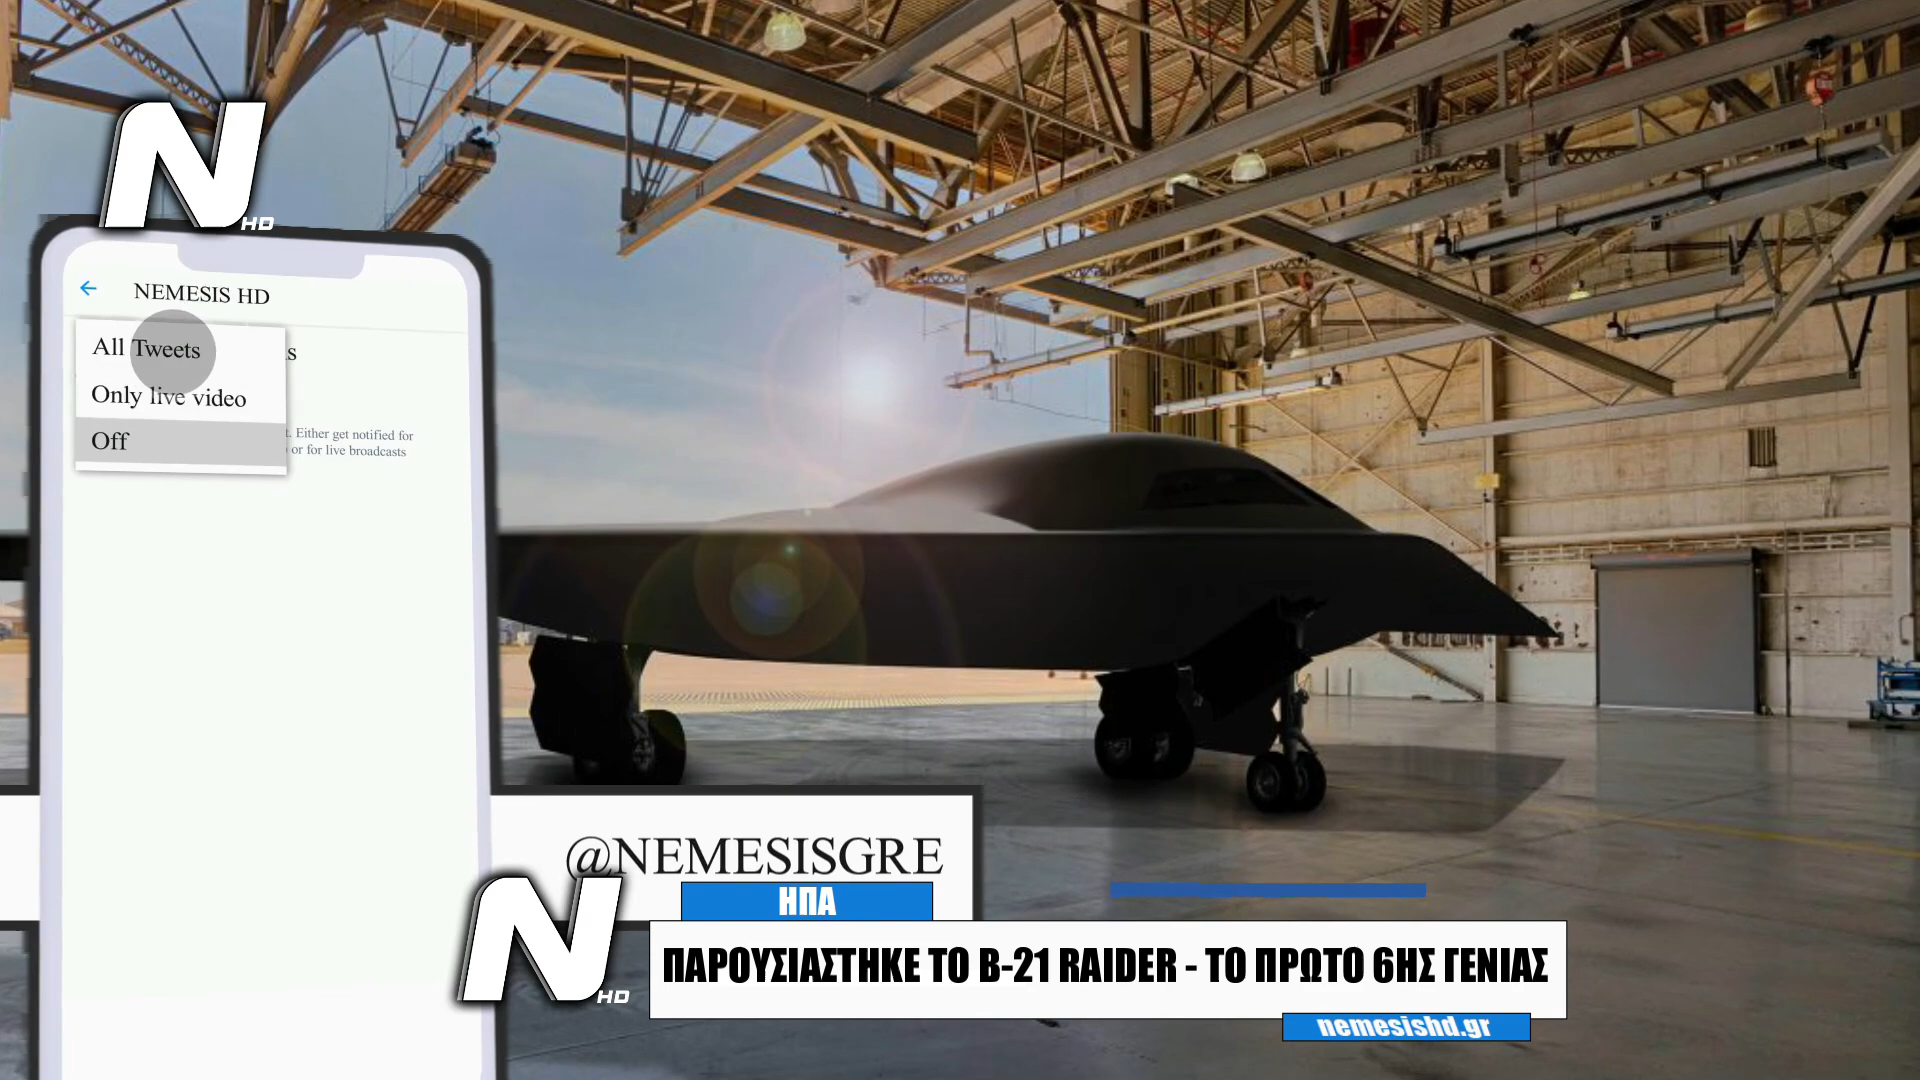 N HD
NEMESIS HD
All Tweets
Only live video
Off
t. Either get notified for
or for live broadcasts
@NEMESISGRE
N HD
ΗΠΑ
ΠΑΡΟΥΣΙΑΣΤΗΚΕ ΤΟ B-21 RAIDER - ΤΟ ΠΡΩΤΟ 6ΗΣ ΓΕΝΙΑΣ
nemesishd.gr